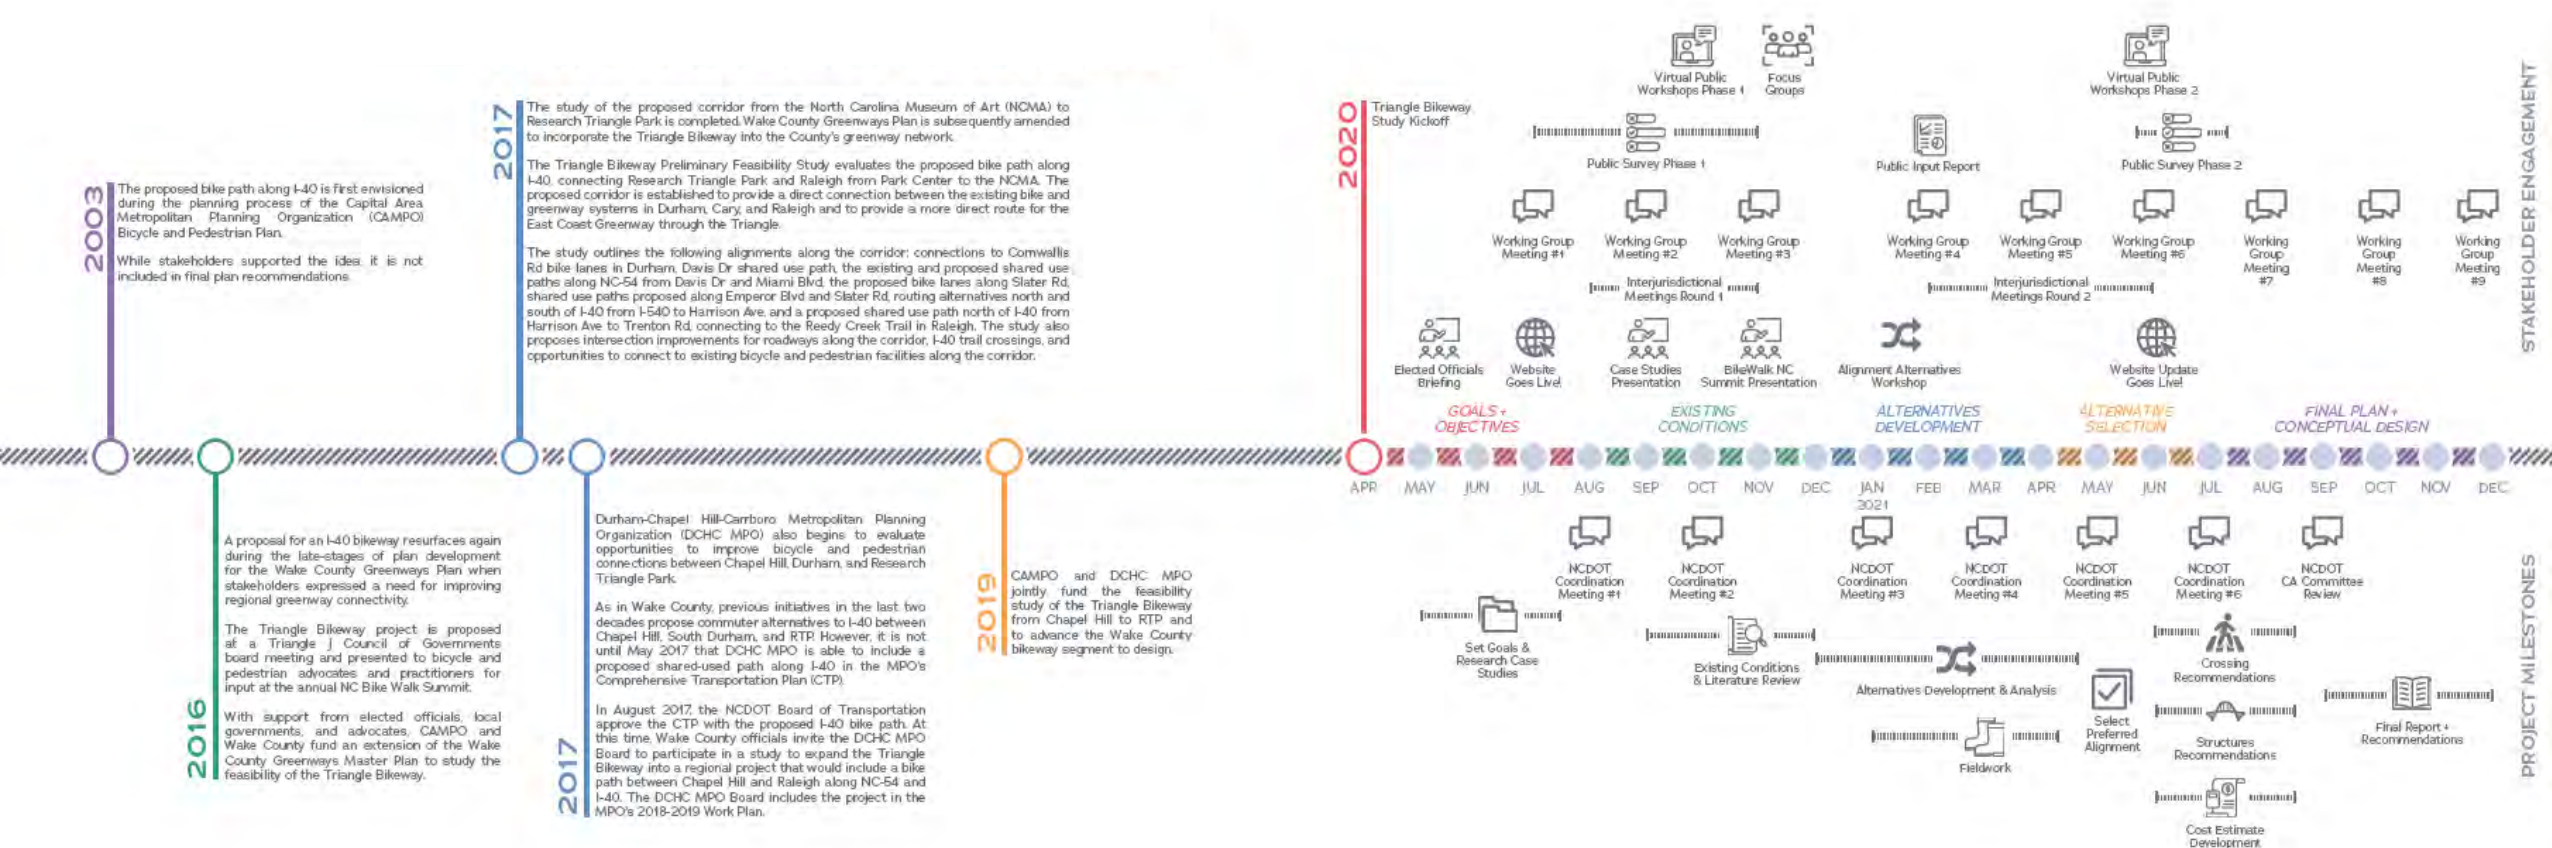 2003
The proposed bike path along I-40 is first envisioned
during the planning process of the Capital Area
Metropolitan Planning Organization (CAMPO)
Bicycle and Pedestrian Plan.
While stakeholders supported the idea, it is not
included in final plan recommendations.
2016
A proposal for an I-40 bikeway resurfaces again
during the late-stages of plan development
for the Wake County Greenways Plan when
stakeholders expressed a need for improving
regional greenway connectivity.
The Triangle Bikeway project is proposed
at a Triangle J Council of Governments
board meeting and presented to bicycle and
pedestrian advocates and practitioners for
input at the annual NC Bike Walk Summit.
With support from elected officials, local
governments, and advocates, CAMPO and
Wake County fund an extension of the Wake
County Greenways Master Plan to study the
feasibility of the Triangle Bikeway.
2017
The study of the proposed corridor from the North Carolina Museum of Art (NCMA) to
Research Triangle Park is completed. Wake County Greenways Plan is subsequently amended
to incorporate the Triangle Bikeway into the County's greenway network.
The Triangle Bikeway Preliminary Feasibility Study evaluates the proposed bike path along
I-40, connecting Research Triangle Park and Raleigh from Park Center to the NCMA. The
proposed corridor is established to provide a direct connection between the existing bike and
greenway systems in Durham, Cary, and Raleigh and to provide a more direct route for the
East Coast Greenway through the Triangle.
The study outlines the following alignments along the corridor: connections to Cornwallis
Rd bike lanes in Durham, Davis Dr shared use path, the existing and proposed shared use
paths along NC-54 from Davis Dr and Miami Blvd, the proposed bike lanes along Slater Rd,
shared use paths proposed along Emperor Blvd and Slater Rd, routing alternatives north and
south of I-40 from I-540 to Harrison Ave, and a proposed shared use path north of I-40 from
Harrison Ave to Trenton Rd, connecting to the Reedy Creek Trail in Raleigh. The study also
proposes intersection improvements for roadways along the corridor, I-40 trail crossings, and
opportunities to connect to existing bicycle and pedestrian facilities along the corridor.
2017
Durham-Chapel Hill-Carrboro Metropolitan Planning
Organization (DCHC MPO) also begins to evaluate
opportunities to improve bicycle and pedestrian
connections between Chapel Hill, Durham, and Research
Triangle Park.
As in Wake County, previous initiatives in the last two
decades propose commuter alternatives to I-40 between
Chapel Hill, South Durham, and RTP. However, it is not
until May 2017 that DCHC MPO is able to include a
proposed shared-used path along I-40 in the MPO's
Comprehensive Transportation Plan (CTP).
In August 2017, the NCDOT Board of Transportation
approve the CTP with the proposed I-40 bike path. At
this time, Wake County officials invite the DCHC MPO
Board to participate in a study to expand the Triangle
Bikeway into a regional project that would include a bike
path between Chapel Hill and Raleigh along NC-54 and
I-40. The DCHC MPO Board includes the project in the
MPO's 2018-2019 Work Plan.
2019
CAMPO and DCHC MPO
jointly fund the feasibility
study of the Triangle Bikeway
from Chapel Hill to RTP and
to advance the Wake County
bikeway segment to design.
2020
Triangle Bikeway
Study Kickoff
Virtual Public
Workshops Phase 1
Focus
Groups
Virtual Public
Workshops Phase 2
Public Survey Phase 1
Public Input Report
Public Survey Phase 2
Working Group
Meeting #1
Working Group
Meeting #2
Working Group
Meeting #3
Working Group
Meeting #4
Working Group
Meeting #5
Working Group
Meeting #6
Working
Group
Meeting
#7
Working
Group
Meeting
#8
Working
Group
Meeting
#9
Interjurisdictional
Meetings Round 1
Interjurisdictional
Meetings Round 2
Elected Officials
Briefing
Website
Goes Live!
Case Studies
Presentation
BikeWalk NC
Summit Presentation
Alignment Alternatives
Workshop
Website Update
Goes Live!
STAKEHOLDER ENGAGEMENT
GOALS +
OBJECTIVES
EXISTING
CONDITIONS
ALTERNATIVES
DEVELOPMENT
ALTERNATIVE
SELECTION
FINAL PLAN +
CONCEPTUAL DESIGN
APR MAY JUN JUL AUG SEP OCT NOV DEC JAN FEB MAR APR MAY JUN JUL AUG SEP OCT NOV DEC
2021
NCDOT
Coordination
Meeting #1
NCDOT
Coordination
Meeting #2
NCDOT
Coordination
Meeting #3
NCDOT
Coordination
Meeting #4
NCDOT
Coordination
Meeting #5
NCDOT
Coordination
Meeting #6
NCDOT
CA Committee
Review
Set Goals &
Research Case
Studies
Existing Conditions
& Literature Review
Alternatives Development & Analysis
Fieldwork
Select
Preferred
Alignment
Crossing
Recommendations
Structures
Recommendations
Cost Estimate
Development
Final Report +
Recommendations
PROJECT MILESTONES